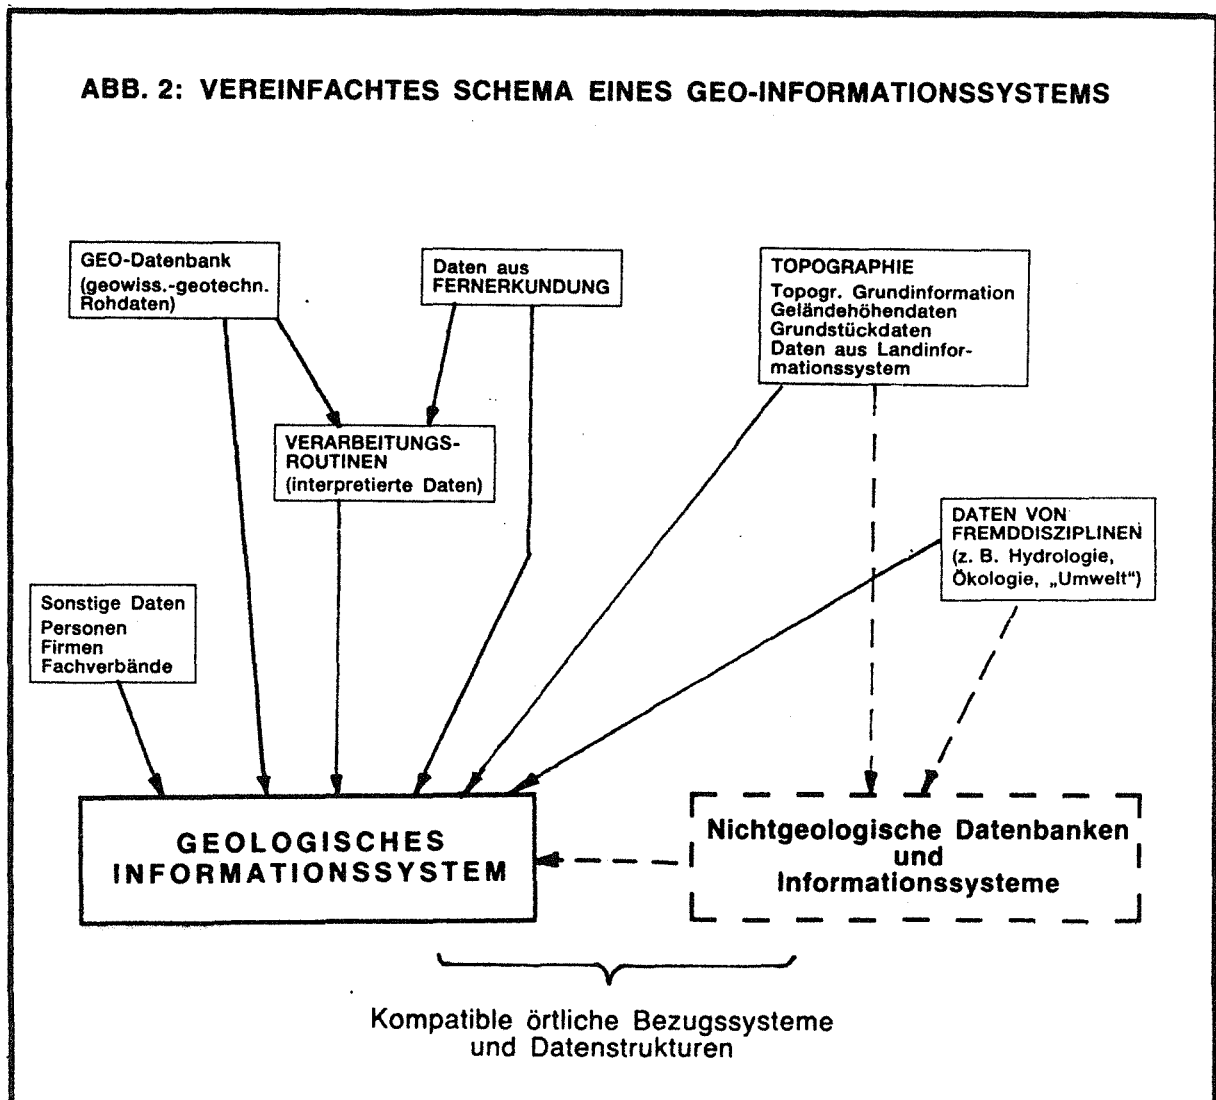 ABB. 2: VEREINFACHTES SCHEMA EINES GEO-INFORMATIONSSYSTEMS
GEO-Datenbank
(geowiss.-geotechn.
Rohdaten)
Daten aus
FERNERKUNDUNG
TOPOGRAPHIE
Topogr. Grundinformation
Geländehöhendaten
Grundstückdaten
Daten aus Landinfor-
mationssystem
VERARBEITUNGS-
ROUTINEN
(interpretierte Daten)
DATEN VON
FREMDDISZIPLINEN
(z. B. Hydrologie,
Ökologie, „Umwelt“)
Sonstige Daten
Personen
Firmen
Fachverbände
GEOLOGISCHES
INFORMATIONSSYSTEM
Nichtgeologische Datenbanken
und
Informationssysteme
Kompatible örtliche Bezugssysteme
und Datenstrukturen